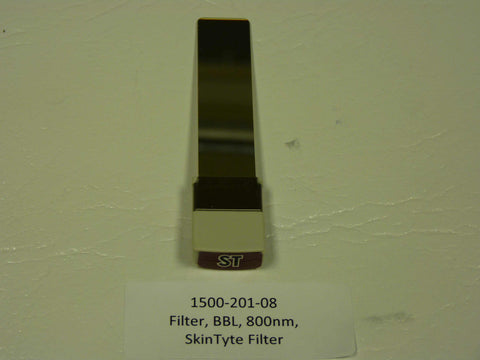 ST
1500-201-08
Filter, BBL, 800nm,
SkinTyte Filter